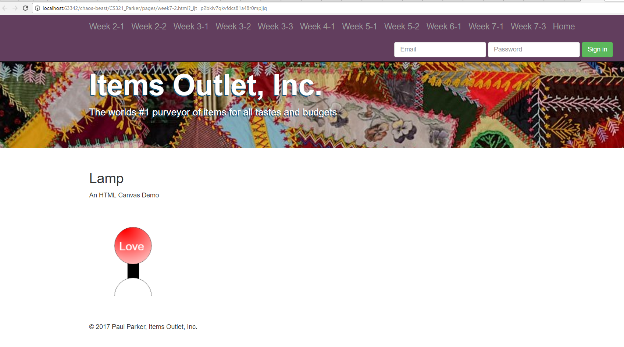 Week 2-1 Week 2-2 Week 3-1 Week 3-2 Week 3-3 Week 4-1 Week 5-1 Week 5-2 Week 6-1 Week 7-1 Week 7-3 Home
Email Password Sign in
Items Outlet, Inc.
The worlds #1 purveyor of items for all tastes and budgets.
Lamp
An HTML Canvas Demo
Love
© 2017 Paul Parker, Items Outlet, Inc.